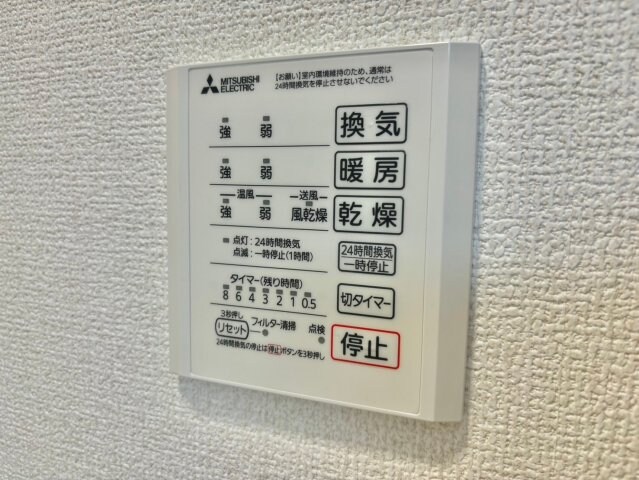 MITSUBISHI
ELECTRIC
【お願い】室内環境維持のため、通常は
24時間換気を停止させないでください
強 弱 換気
強 弱 暖房
温風 送風
強 弱 風乾燥 乾燥
点灯:24時間換気
点滅:一時停止(1時間)
24時間換気
一時停止
タイマー(残り時間)
8 6 4 3 2 1 0.5
切タイマー
3秒押し
リセット フィルター清掃 点検
24時間換気の停止は停止ボタンを3秒押し
停止